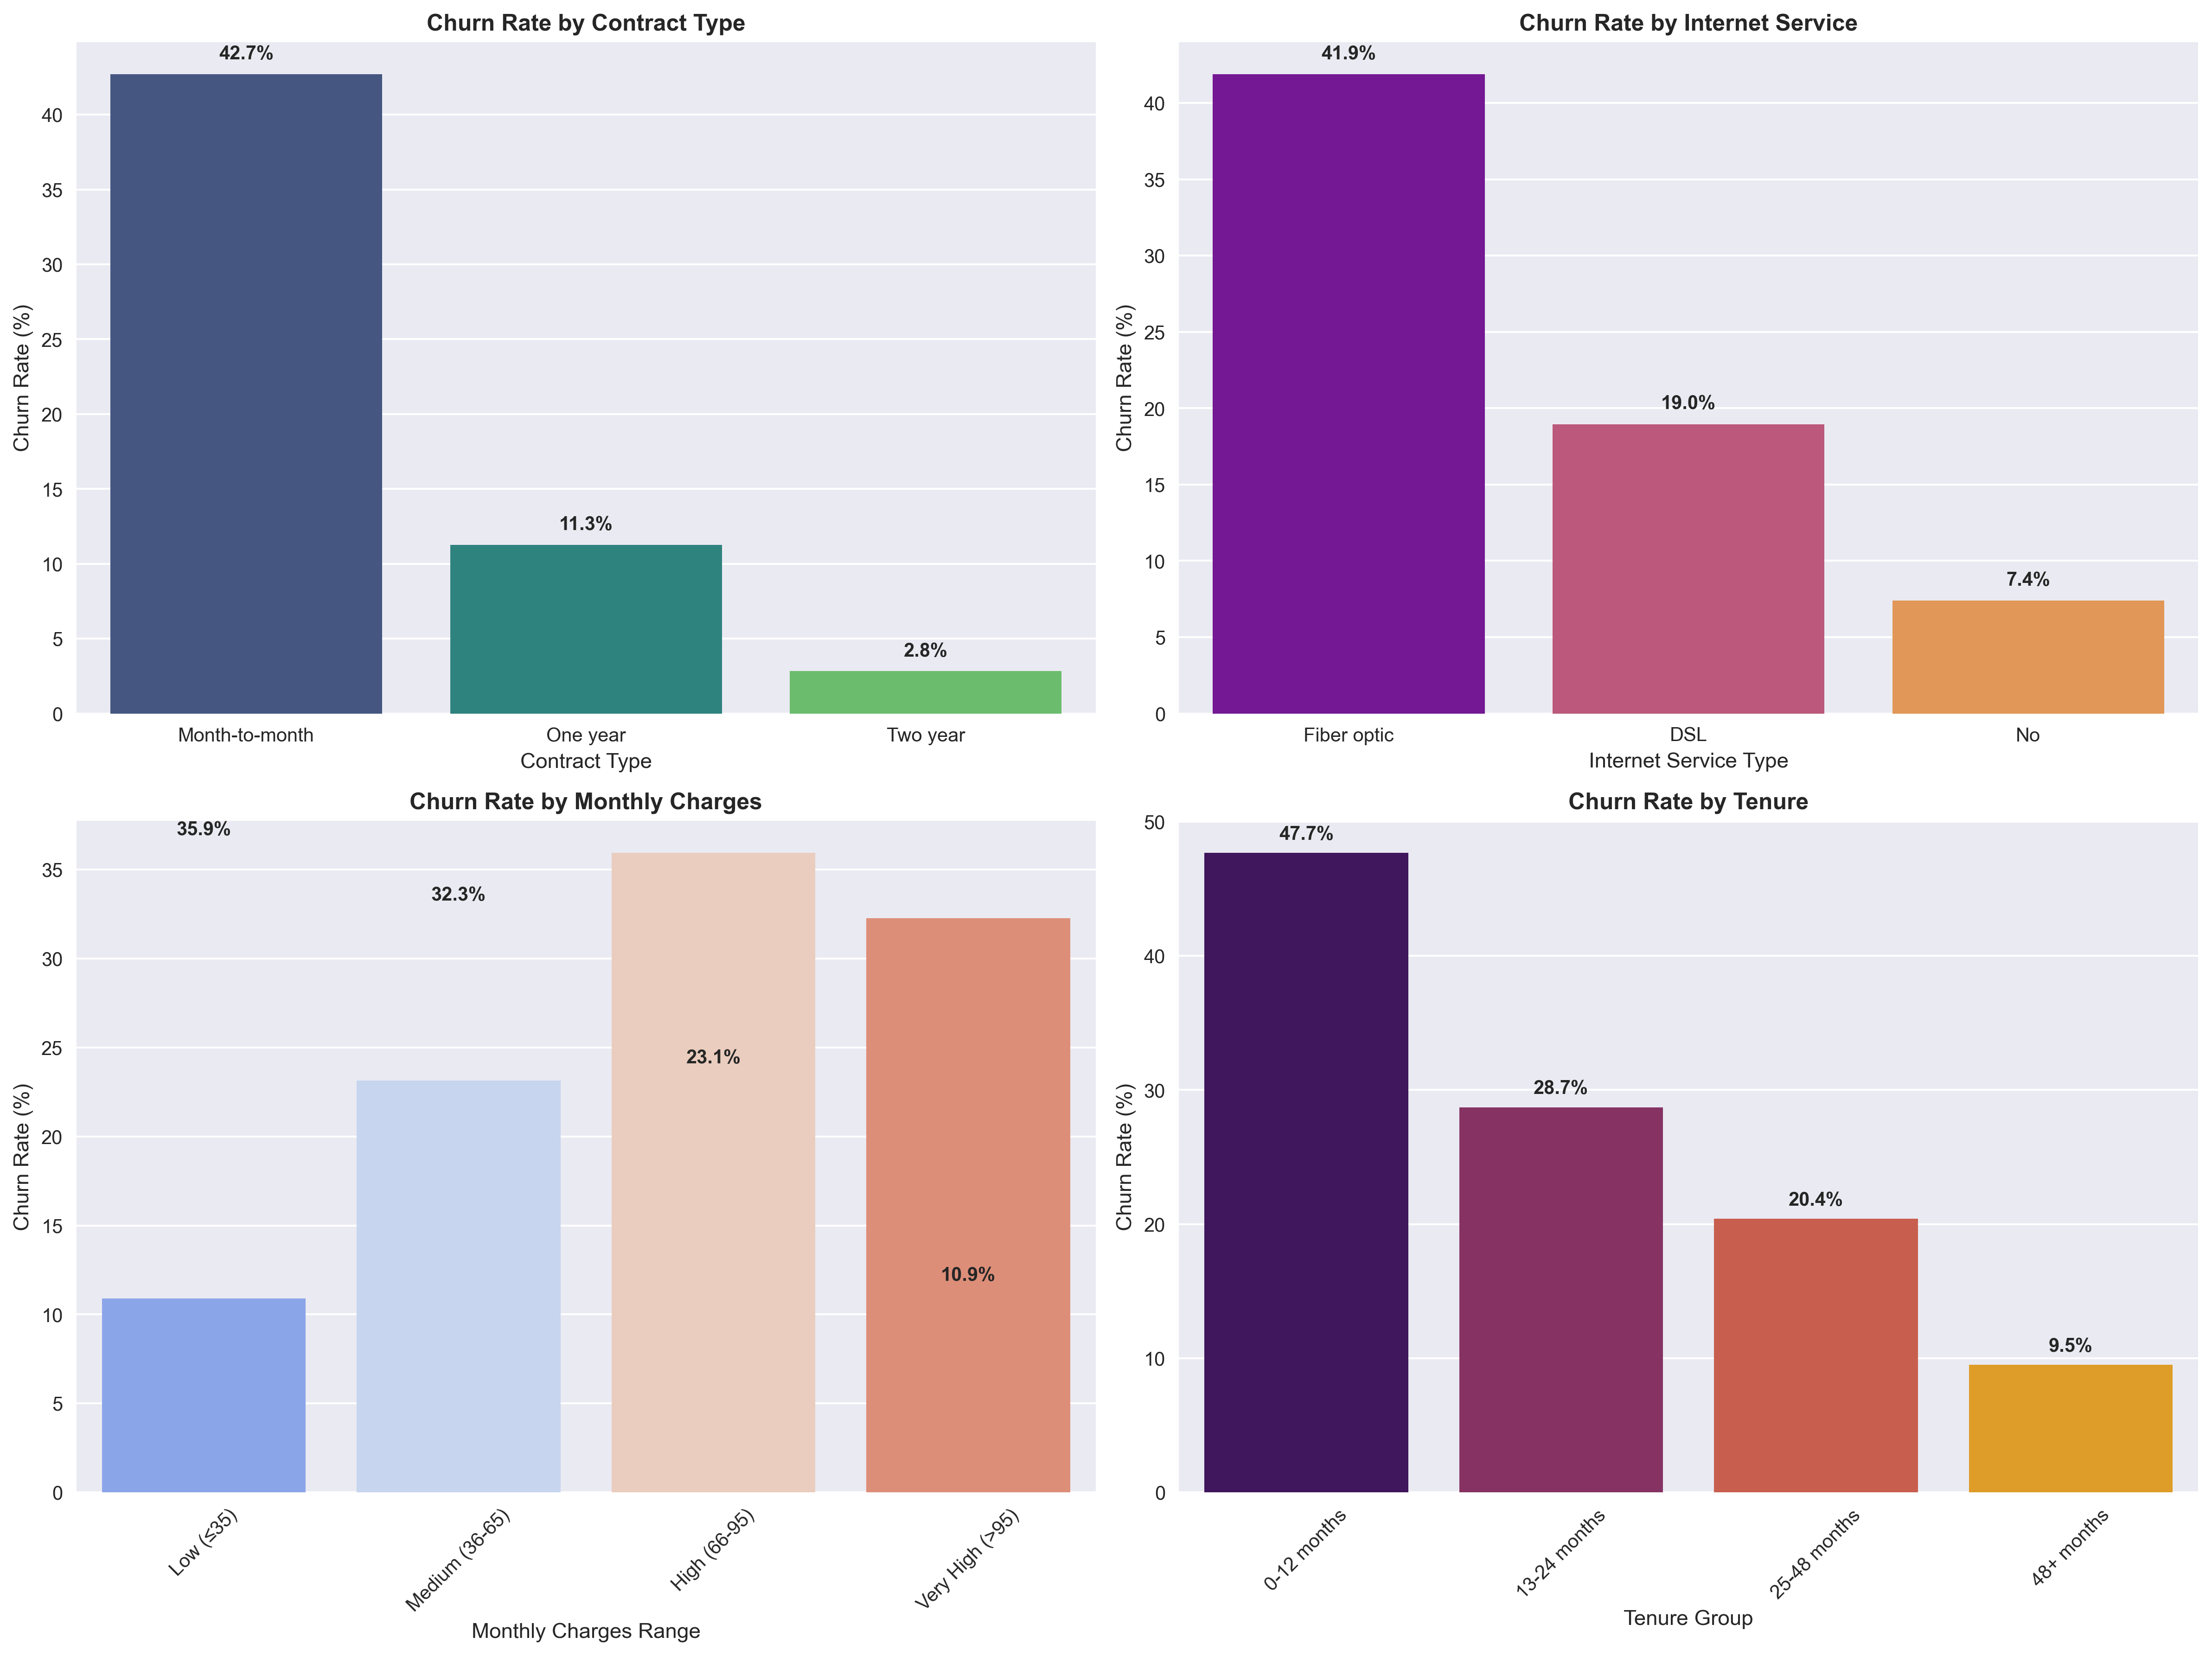 Churn Rate by Contract Type
42.7%
40
35
30
25
20
15
10
5
0
11.3%
2.8%
Churn Rate (%)
Month-to-month
One year
Two year
Contract Type
Churn Rate by Internet Service
41.9%
40
35
30
25
20
15
10
5
0
19.0%
7.4%
Churn Rate (%)
Fiber optic
DSL
No
Internet Service Type
Churn Rate by Monthly Charges
35.9%
32.3%
23.1%
10.9%
35
30
25
20
15
10
5
0
Churn Rate (%)
Low (≤35)
Medium (36-65)
High (66-95)
Very High (>95)
Monthly Charges Range
Churn Rate by Tenure
50
47.7%
40
30
20
10
0
28.7%
20.4%
9.5%
Churn Rate (%)
0-12 months
13-24 months
25-48 months
48+ months
Tenure Group